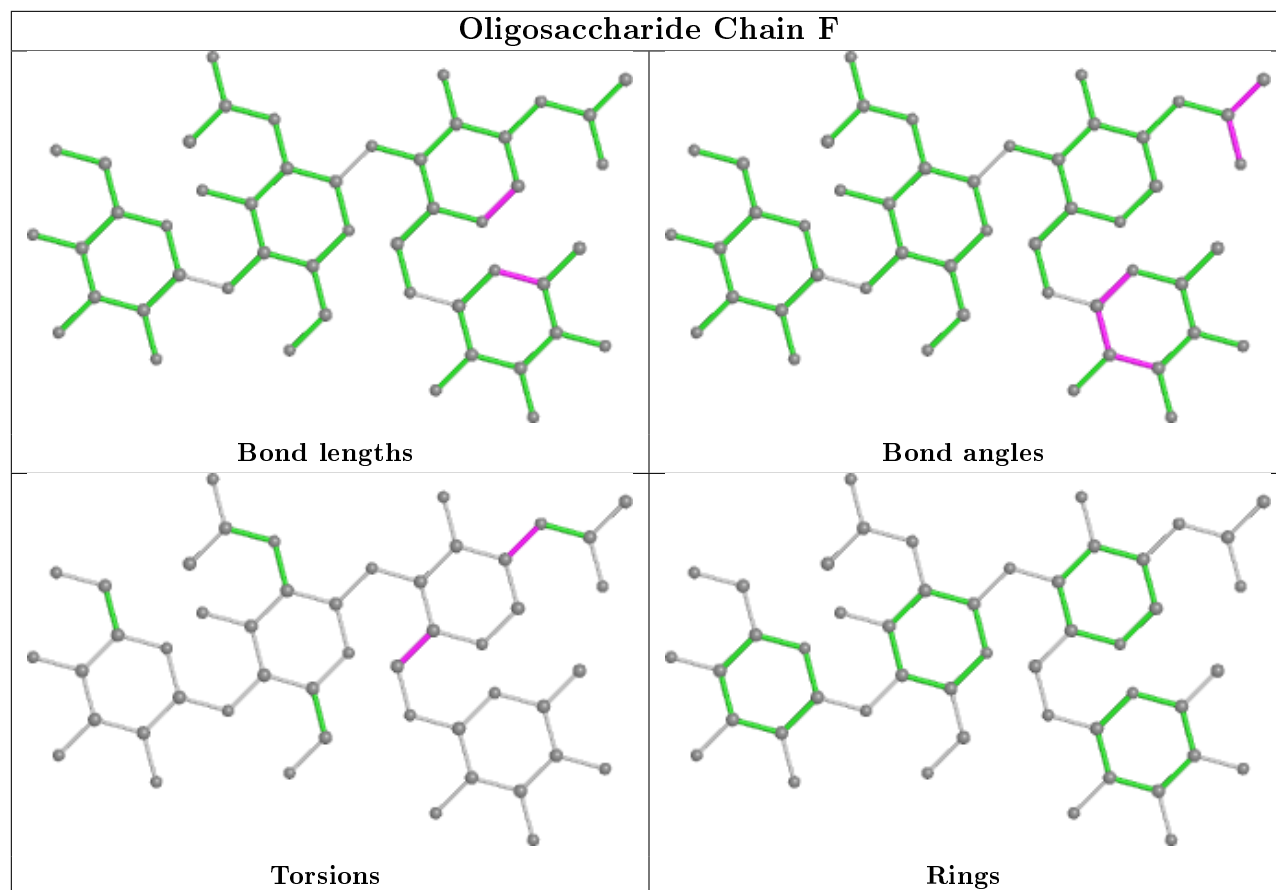 Oligosaccharide Chain F
Bond lengths
Bond angles
Torsions
Rings